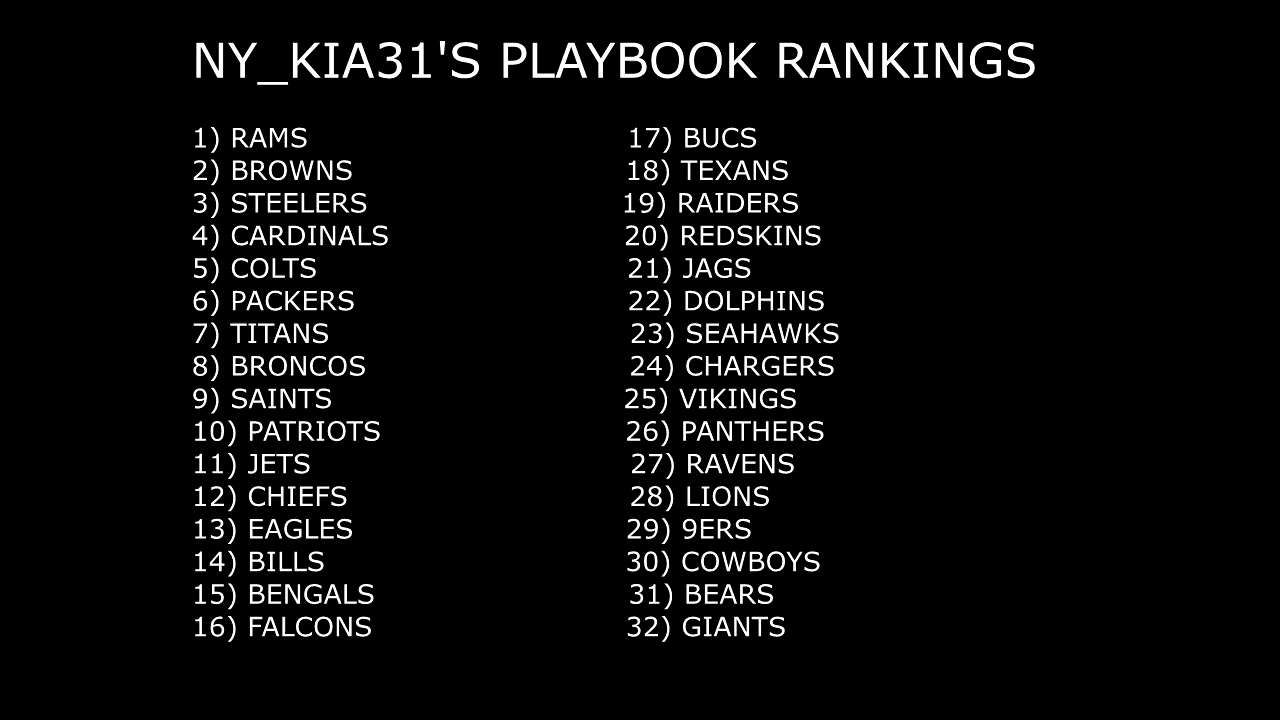 NY_KIA31'S PLAYBOOK RANKINGS
1) RAMS
2) BROWNS
3) STEELERS
4) CARDINALS
5) COLTS
6) PACKERS
7) TITANS
8) BRONCOS
9) SAINTS
10) PATRIOTS
11) JETS
12) CHIEFS
13) EAGLES
14) BILLS
15) BENGALS
16) FALCONS
17) BUCS
18) TEXANS
19) RAIDERS
20) REDSKINS
21) JAGS
22) DOLPHINS
23) SEAHAWKS
24) CHARGERS
25) VIKINGS
26) PANTHERS
27) RAVENS
28) LIONS
29) 9ERS
30) COWBOYS
31) BEARS
32) GIANTS